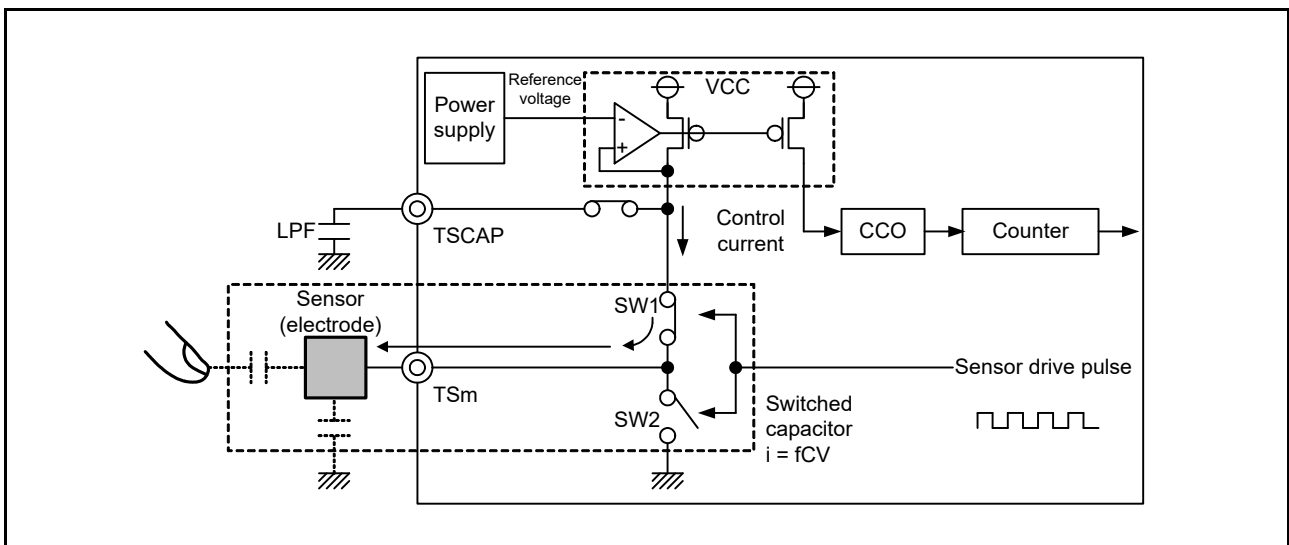 Power
supply
Reference
voltage
VCC
-
+
LPF
TSCAP
Control
current
CCO
Counter
Sensor
(electrode)
SW1
TSm
Sensor drive pulse
SW2
Switched
capacitor
i = fCV